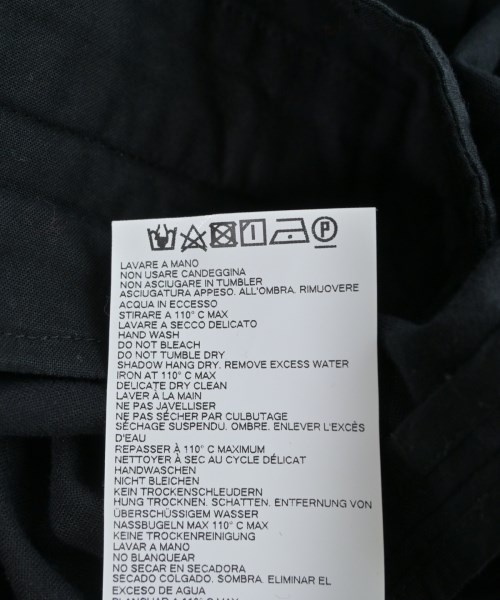 P
LAVARE A MANO
NON USARE CANDEGGINA
NON ASCIUGARE IN TUMBLER
ASCIUGATURA APPESO. ALL'OMBRA. RIMUOVERE
ACQUA IN ECCESSO
STIRARE A 110° C MAX
LAVARE A SECCO DELICATO
HAND WASH
DO NOT BLEACH
DO NOT TUMBLE DRY
SHADOW HANG DRY. REMOVE EXCESS WATER
IRON AT 110° C MAX
DELICATE DRY CLEAN
LAVER À LA MAIN
NE PAS JAVELLISER
NE PAS SÉCHER PAR CULBUTAGE
SÉCHAGE SUSPENDU. OMBRE. ENLEVER L'EXCÈS
D'EAU
REPASSER À 110° C MAXIMUM
NETTOYER À SEC AU CYCLE DÉLICAT
HANDWASCHEN
NICHT BLEICHEN
KEIN TROCKENSCHLEUDERN
HUNG TROCKNEN. SCHATTEN. ENTFERNUNG VON
ÜBERSCHÜSSIGEM WASSER
NASSBUGELN MAX 110° C MAX
KEINE TROCKENREINIGUNG
LAVAR A MANO
NO BLANQUEAR
NO SECAR EN SECADORA
SECADO COLGADO. SOMBRA. ELIMINAR EL
EXCESO DE AGUA
PLANCHAR A 110° C MAX